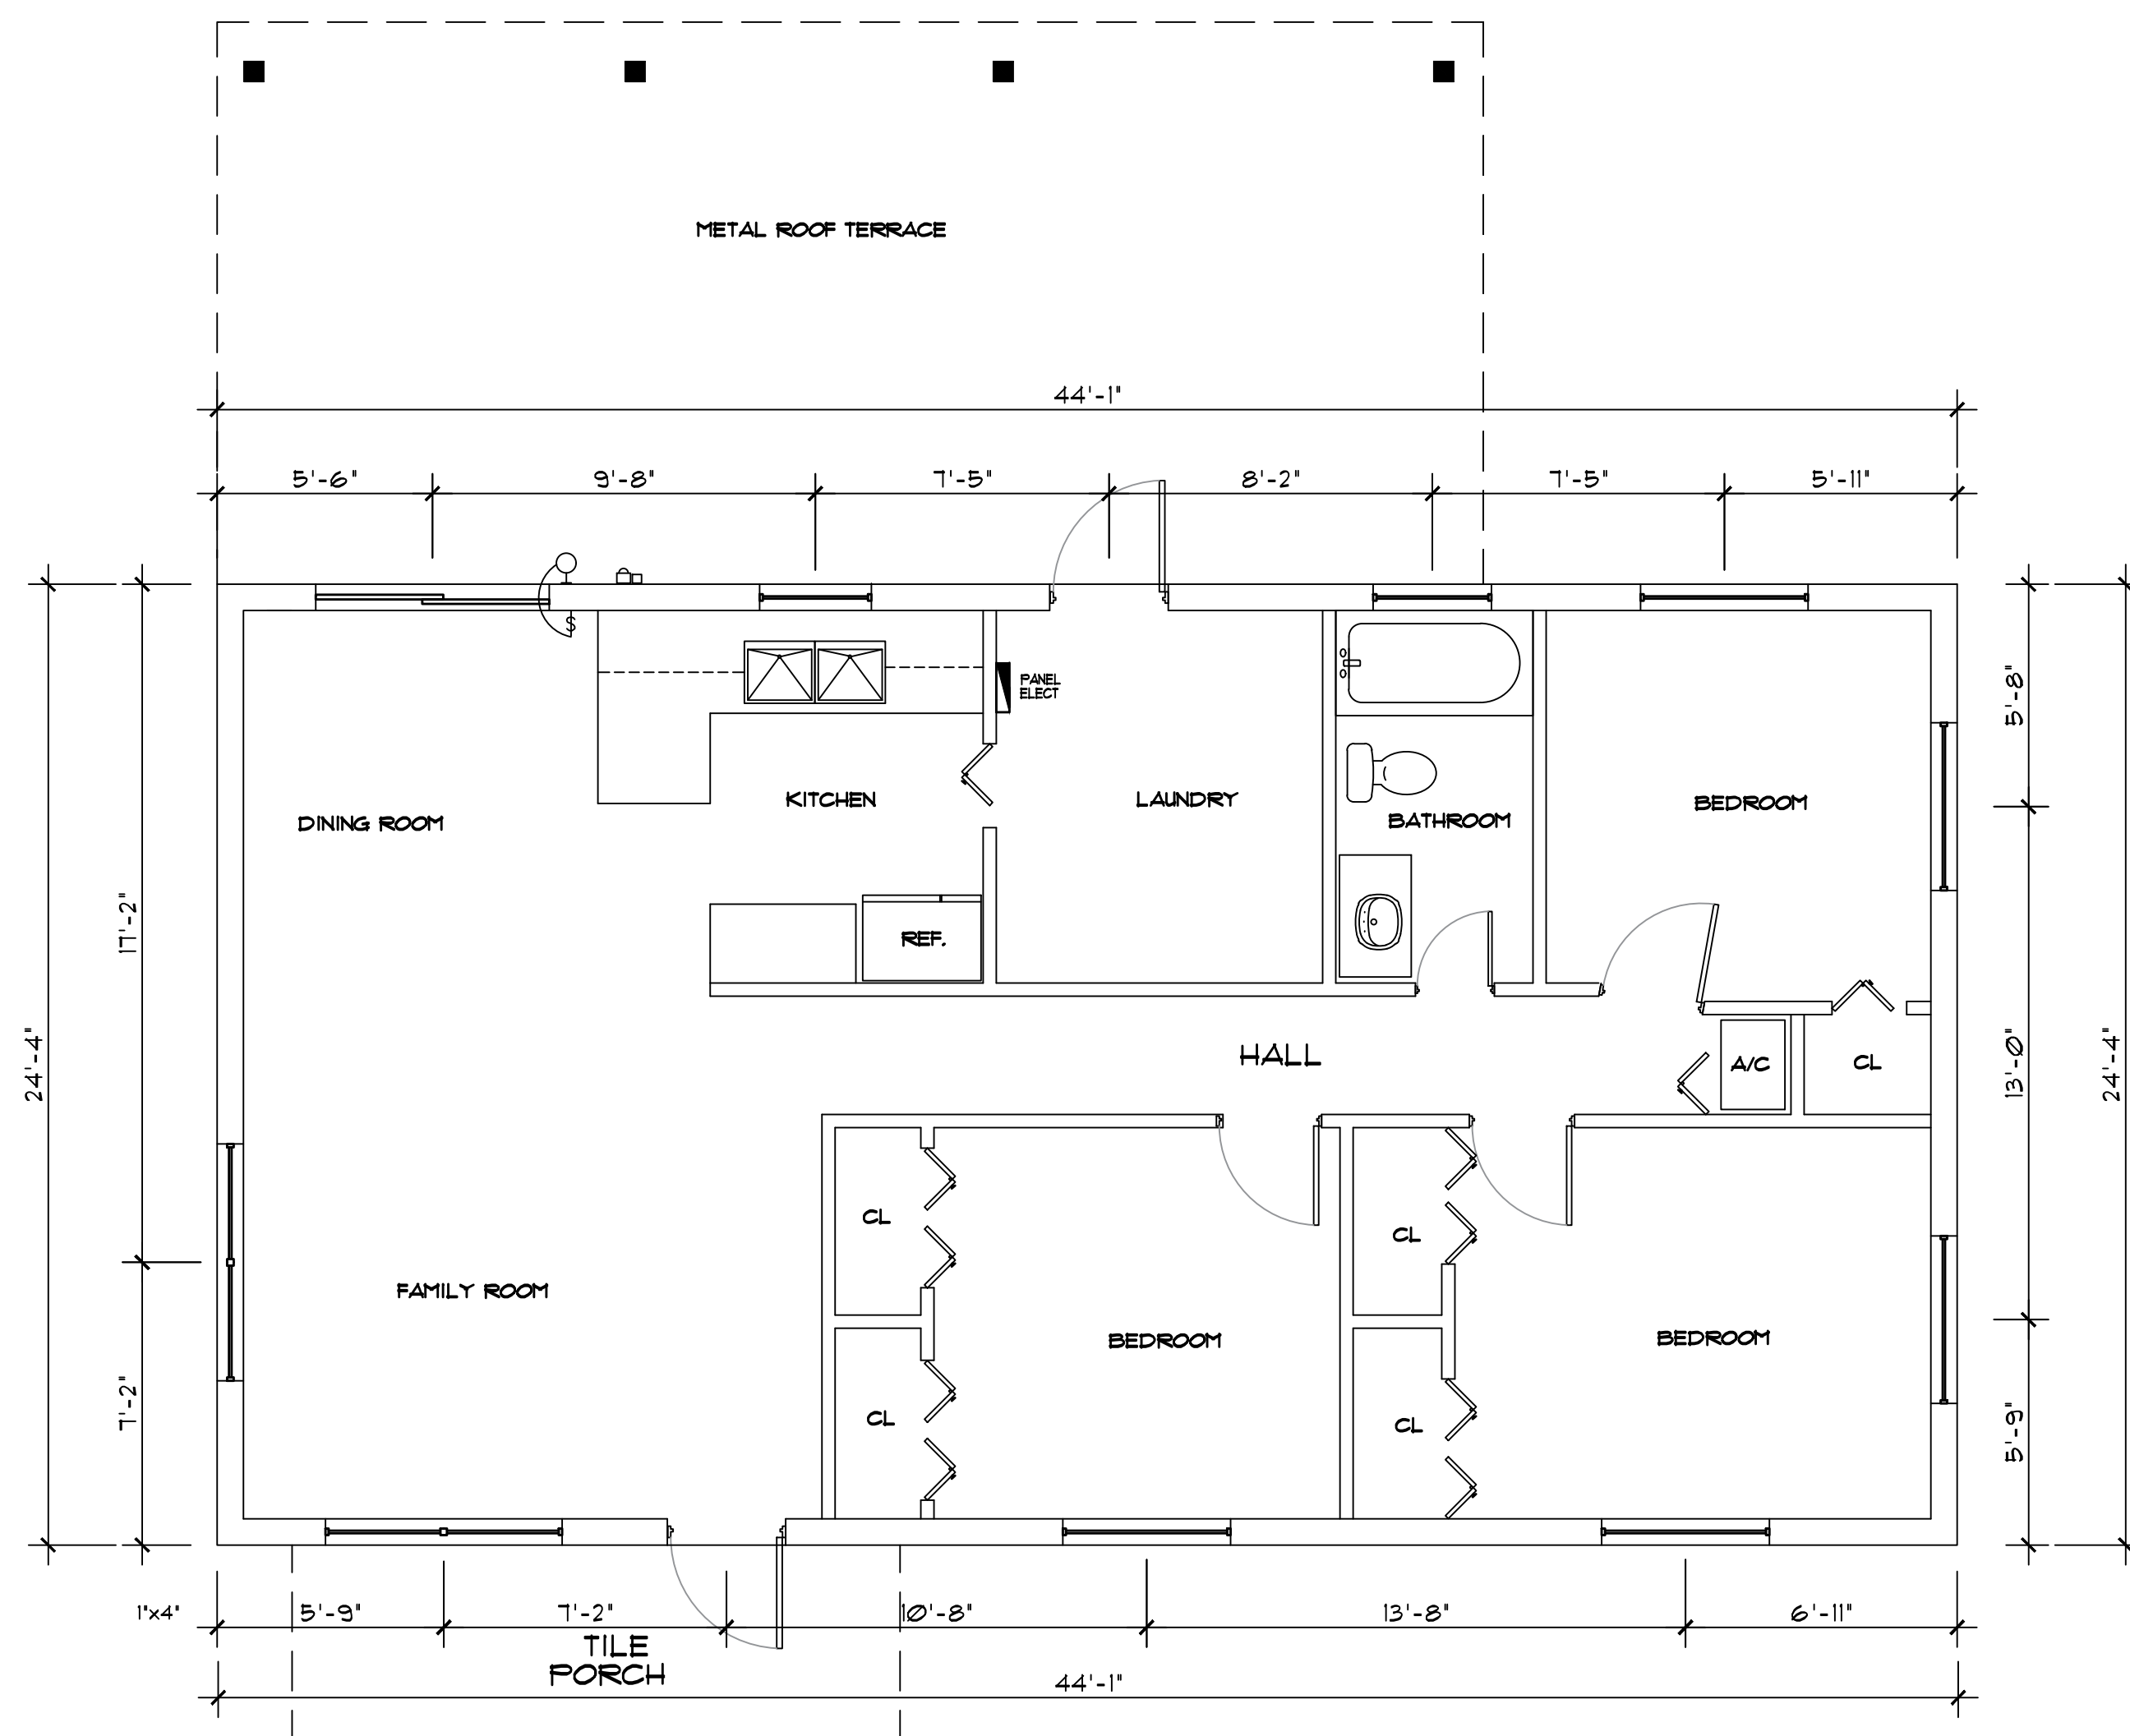 METAL ROOF TERRACE
44'-1"
5'-6" 9'-8" 7'-5" 8'-2" 7'-5" 5'-11"
$
PANEL
ELECT
5'-8"
KITCHEN
LAUNDRY
BEDROOM
DINING ROOM
BATHROOM
17'-2"
REF.
24'-4"
HALL
A/C
CL
13'-0"
24'-4"
CL
CL
FAMILY ROOM
BEDROOM
BEDROOM
7'-2"
CL
CL
5'-9"
1"x4"
5'-9" 7'-2" 10'-8" 13'-8" 6'-11"
TILE
PORCH
44'-1"